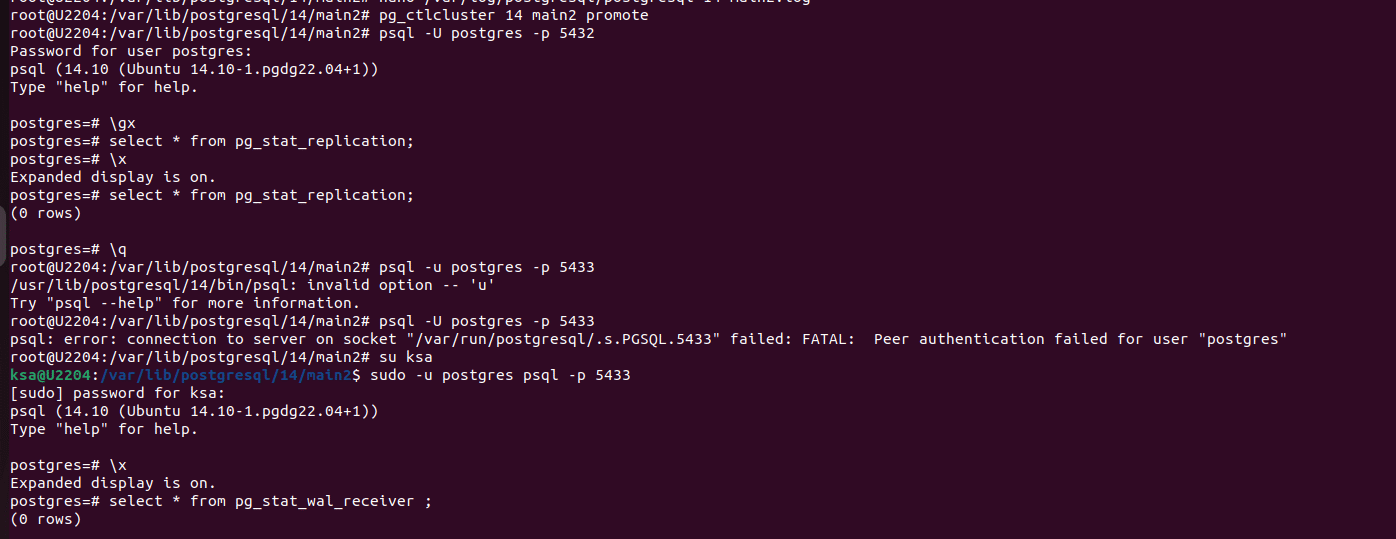 root@U2204:/var/lib/postgresql/14/main2# pg_ctlcluster 14 main2 promote
root@U2204:/var/lib/postgresql/14/main2# psql -U postgres -p 5432
Password for user postgres:
psql (14.10 (Ubuntu 14.10-1.pgdg22.04+1))
Type "help" for help.
postgres=# \gx
postgres=# select * from pg_stat_replication;
postgres=# \x
Expanded display is on.
postgres=# select * from pg_stat_replication;
(0 rows)
postgres=# \q
root@U2204:/var/lib/postgresql/14/main2# psql -u postgres -p 5433
/usr/lib/postgresql/14/bin/psql: invalid option -- 'u'
Try "psql --help" for more information.
root@U2204:/var/lib/postgresql/14/main2# psql -U postgres -p 5433
psql: error: connection to server on socket "/var/run/postgresql/.s.PGSQL.5433" failed: FATAL:  Peer authentication failed for user "postgres"
root@U2204:/var/lib/postgresql/14/main2# su ksa
ksa@U2204:/var/lib/postgresql/14/main2$ sudo -u postgres psql -p 5433
[sudo] password for ksa:
psql (14.10 (Ubuntu 14.10-1.pgdg22.04+1))
Type "help" for help.
postgres=# \x
Expanded display is on.
postgres=# select * from pg_stat_wal_receiver ;
(0 rows)